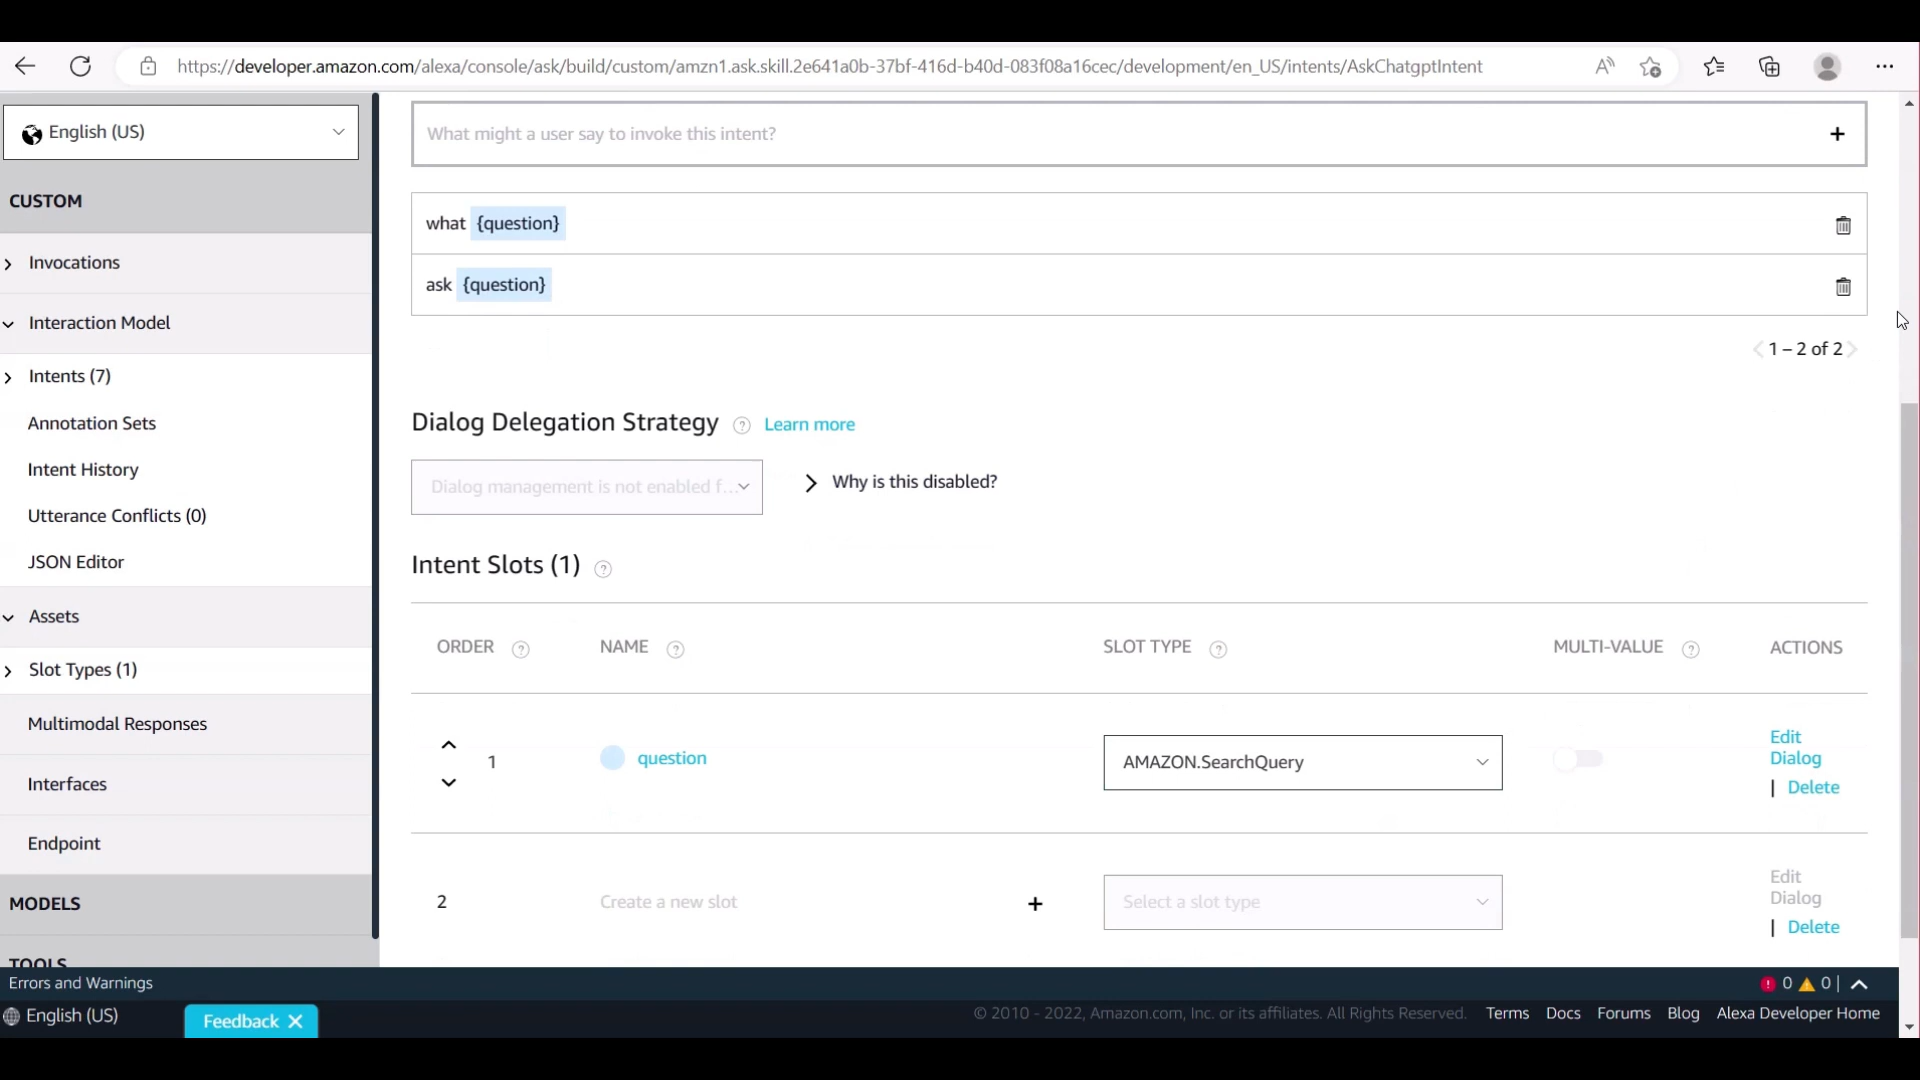 https://developer.amazon.com/alexa/console/ask/build/custom/amzn1.ask.skill.2e641a0b-37bf-416d-b40d-083f08a16cec/development/en_US/intents/AskChatgptIntent
English (US)
CUSTOM
Invocations
Interaction Model
Intents (7)
Annotation Sets
Intent History
Utterance Conflicts (0)
JSON Editor
Assets
Slot Types (1)
Multimodal Responses
Interfaces
Endpoint
MODELS
TOOLS
What might a user say to invoke this intent?
what {question}
ask {question}
1 – 2 of 2
Dialog Delegation Strategy Learn more
Dialog management is not enabled f... Why is this disabled?
Intent Slots (1)
ORDER NAME SLOT TYPE MULTI-VALUE ACTIONS
1 question AMAZON.SearchQuery Edit Dialog | Delete
2 Create a new slot Select a slot type Edit Dialog | Delete
Errors and Warnings 0 0
English (US) Feedback © 2010 - 2022, Amazon.com, Inc. or its affiliates. All Rights Reserved. Terms Docs Forums Blog Alexa Developer Home